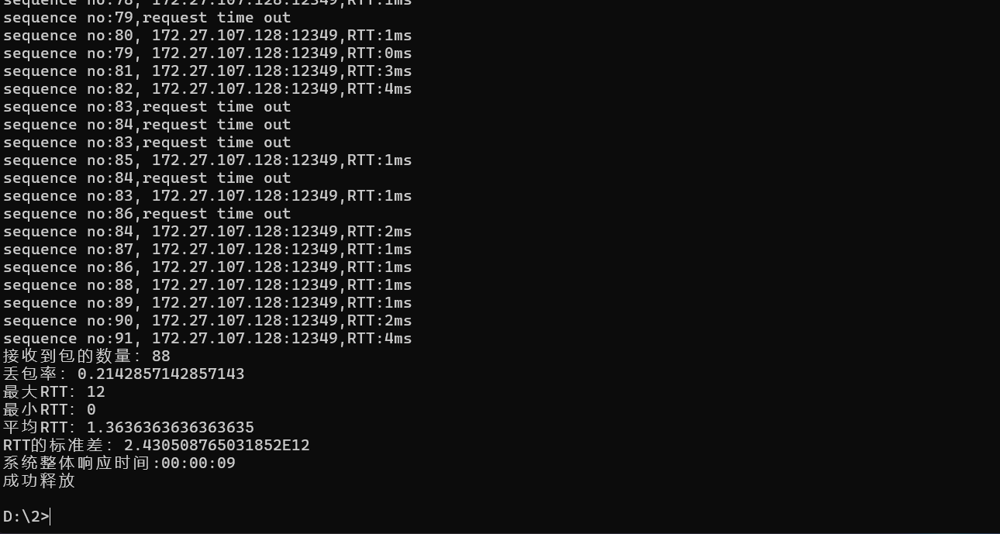 sequence no:78, 172.27.107.128:12349,RTT:1ms
sequence no:79,request time out
sequence no:80, 172.27.107.128:12349,RTT:1ms
sequence no:79, 172.27.107.128:12349,RTT:0ms
sequence no:81, 172.27.107.128:12349,RTT:3ms
sequence no:82, 172.27.107.128:12349,RTT:4ms
sequence no:83,request time out
sequence no:84,request time out
sequence no:83,request time out
sequence no:85, 172.27.107.128:12349,RTT:1ms
sequence no:84,request time out
sequence no:83, 172.27.107.128:12349,RTT:1ms
sequence no:86,request time out
sequence no:84, 172.27.107.128:12349,RTT:2ms
sequence no:87, 172.27.107.128:12349,RTT:1ms
sequence no:86, 172.27.107.128:12349,RTT:1ms
sequence no:88, 172.27.107.128:12349,RTT:1ms
sequence no:89, 172.27.107.128:12349,RTT:1ms
sequence no:90, 172.27.107.128:12349,RTT:2ms
sequence no:91, 172.27.107.128:12349,RTT:4ms
接收到包的数量: 88
丢包率: 0.2142857142857143
最大RTT: 12
最小RTT: 0
平均RTT: 1.3636363636363635
RTT的标准差: 2.430508765031852E12
系统整体响应时间:00:00:09
成功释放
D:\2>